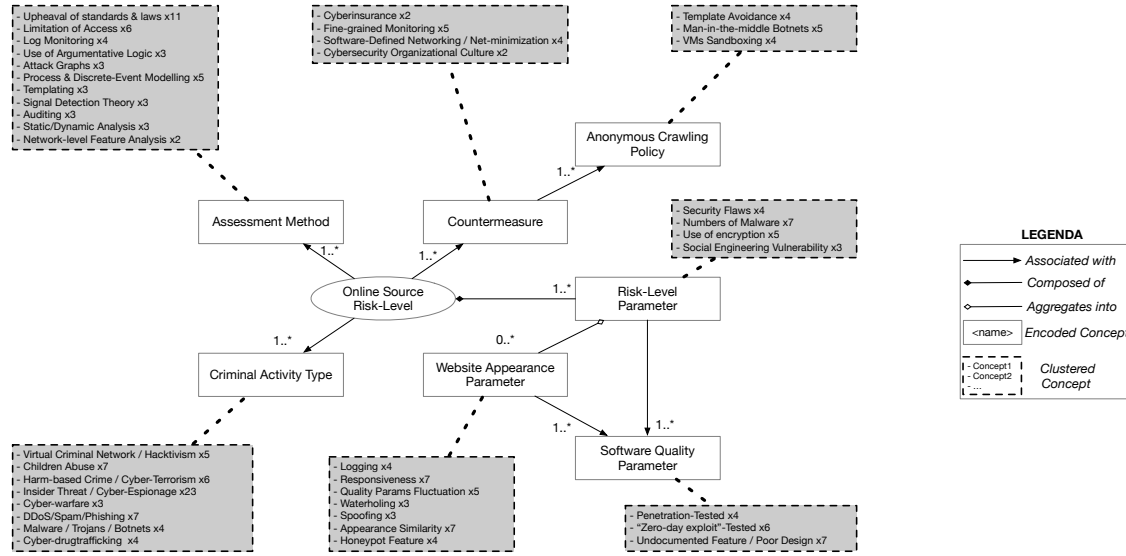 - Upheaval of standards & laws x11
- Limitation of Access x6
- Log Monitoring x4
- Use of Argumentative Logic x3
- Attack Graphs x3
- Process & Discrete-Event Modelling x5
- Templating x3
- Signal Detection Theory x3
- Auditing x3
- Static/Dynamic Analysis x3
- Network-level Feature Analysis x2
- Cyberinsurance x2
- Fine-grained Monitoring x5
- Software-Defined Networking / Net-minimization x4
- Cybersecurity Organizational Culture x2
- Template Avoidance x4
- Man-in-the-middle Botnets x5
- VMs Sandboxing x4
Anonymous Crawling
Policy
1..*
Assessment Method
Countermeasure
1..*
1..*
- Security Flaws x4
- Numbers of Malware x7
- Use of encryption x5
- Social Engineering Vulnerability x3
Online Source
Risk-Level
1..*
Risk-Level
Parameter
1..*
Criminal Activity Type
0..*
Website Appearance
Parameter
1..*
1..*
Software Quality
Parameter
- Virtual Criminal Network / Hacktivism x5
- Children Abuse x7
- Harm-based Crime / Cyber-Terrorism x6
- Insider Threat / Cyber-Espionage x23
- Cyber-warfare x3
- DDoS/Spam/Phishing x7
- Malware / Trojans / Botnets x4
- Cyber-drugtrafficking x4
- Logging x4
- Responsiveness x7
- Quality Params Fluctuation x5
- Waterholing x3
- Spoofing x3
- Appearance Similarity x7
- Honeypot Feature x4
- Penetration-Tested x4
- "Zero-day exploit"-Tested x6
- Undocumented Feature / Poor Design x7
LEGENDA
Associated with
Composed of
Aggregates into
<name> Encoded Concept
- Concept1
- Concept2
- ...
Clustered
Concept